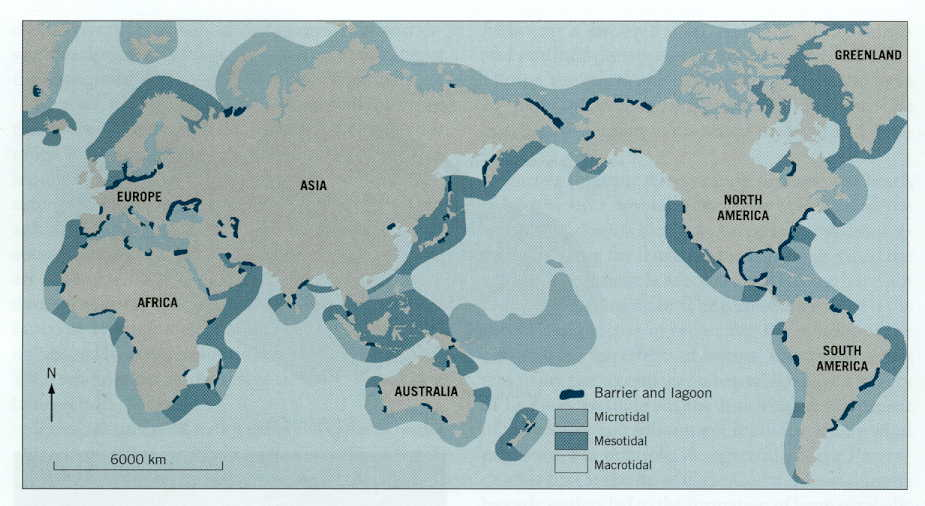 GREENLAND
ASIA
EUROPE
NORTH
AMERICA
AFRICA
SOUTH
AMERICA
N
AUSTRALIA
Barrier and lagoon
Microtidal
Mesotidal
Macrotidal
6000 km